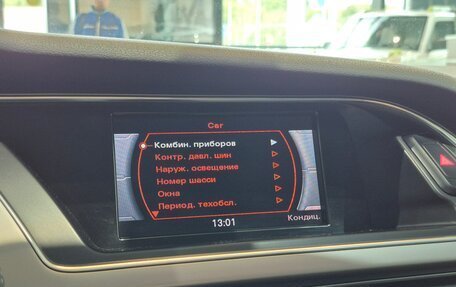 Car
Комбин. приборов
Контр. давл. шин
Наруж. освещение
Номер шасси
Окна
Период. техобсл.
13:01
Кондиц.